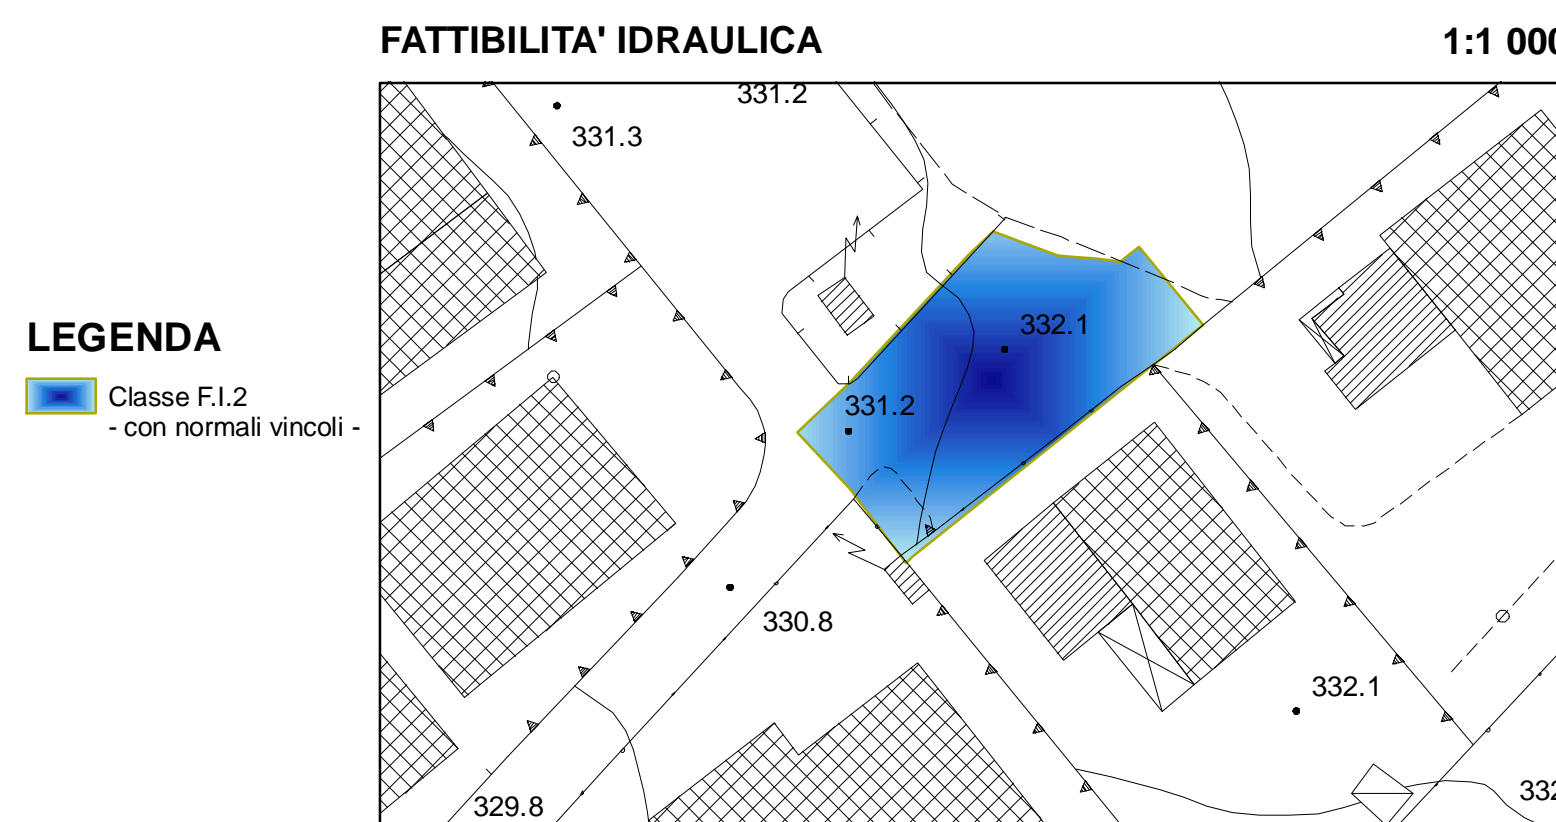 FATTIBILITA' IDRAULICA
1:1 000
331.2
331.3
332.1
LEGENDA
Classe F.I.2
- con normali vincoli -
331.2
330.8
332.1
329.8